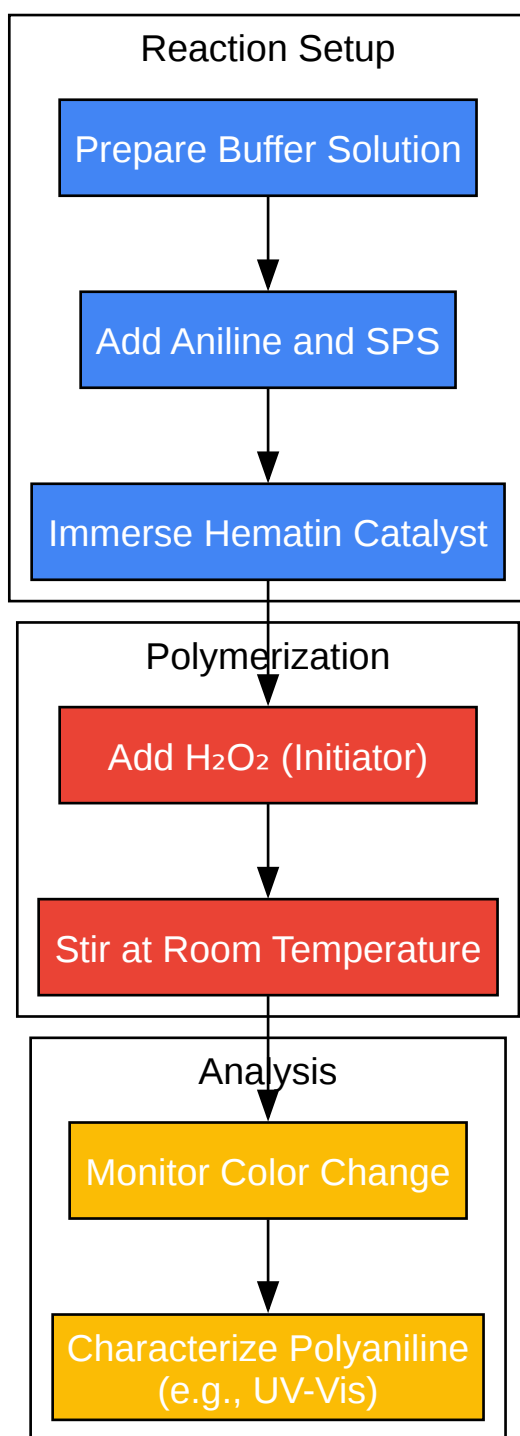 Reaction Setup
Prepare Buffer Solution
Add Aniline and SPS
Immerse Hematin Catalyst
Polymerization
Add H₂O₂ (Initiator)
Stir at Room Temperature
Analysis
Monitor Color Change
Characterize Polyaniline
(e.g., UV-Vis)